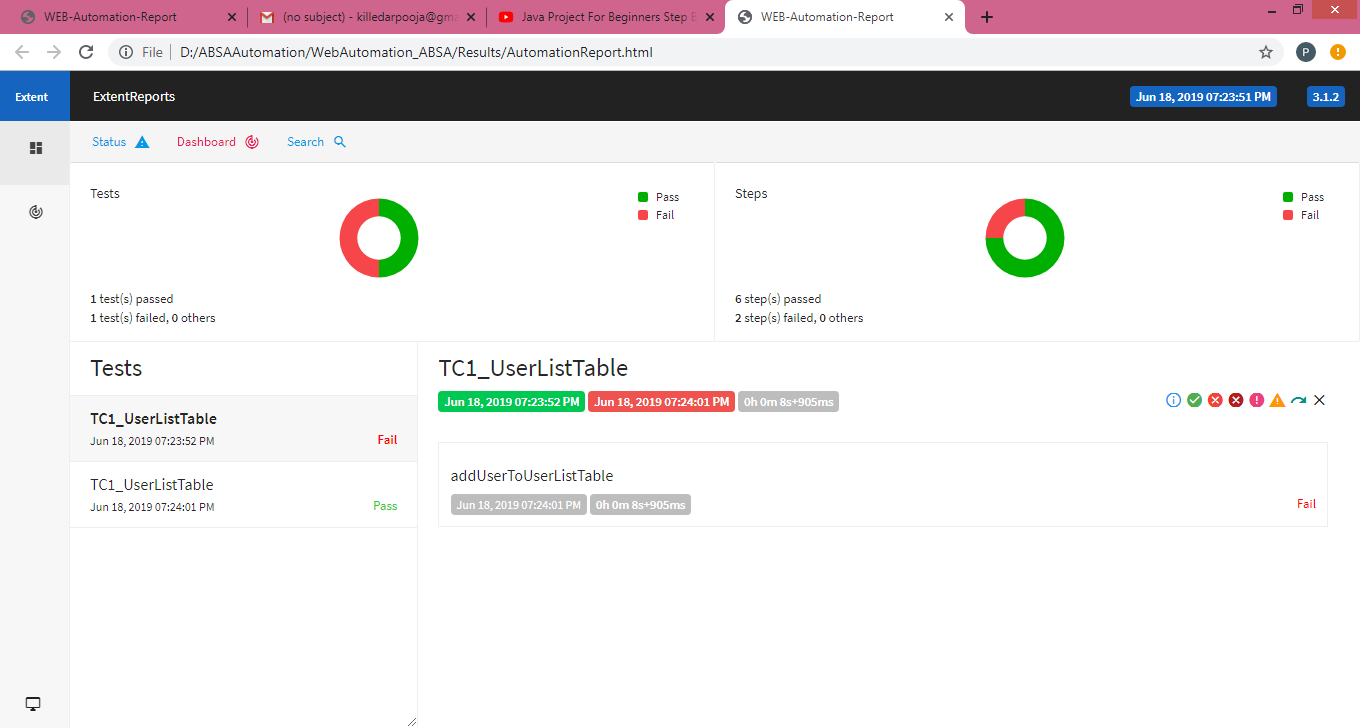 WEB-Automation-Report
(no subject) - killedarpooja@gma
Java Project For Beginners Step B
WEB-Automation-Report
File
D:/ABSAAutomation/WebAutomation_ABSA/Results/AutomationReport.html
P
Extent
ExtentReports
Jun 18, 2019 07:23:51 PM
3.1.2
Status
Dashboard
Search
Tests
Pass
Fail
1 test(s) passed
1 test(s) failed, 0 others
Steps
Pass
Fail
6 step(s) passed
2 step(s) failed, 0 others
Tests
TC1_UserListTable
Jun 18, 2019 07:23:52 PM
Fail
TC1_UserListTable
Jun 18, 2019 07:24:01 PM
Pass
TC1_UserListTable
Jun 18, 2019 07:23:52 PM Jun 18, 2019 07:24:01 PM 0h 0m 8s+905ms
addUserToUserListTable
Jun 18, 2019 07:24:01 PM 0h 0m 8s+905ms
Fail